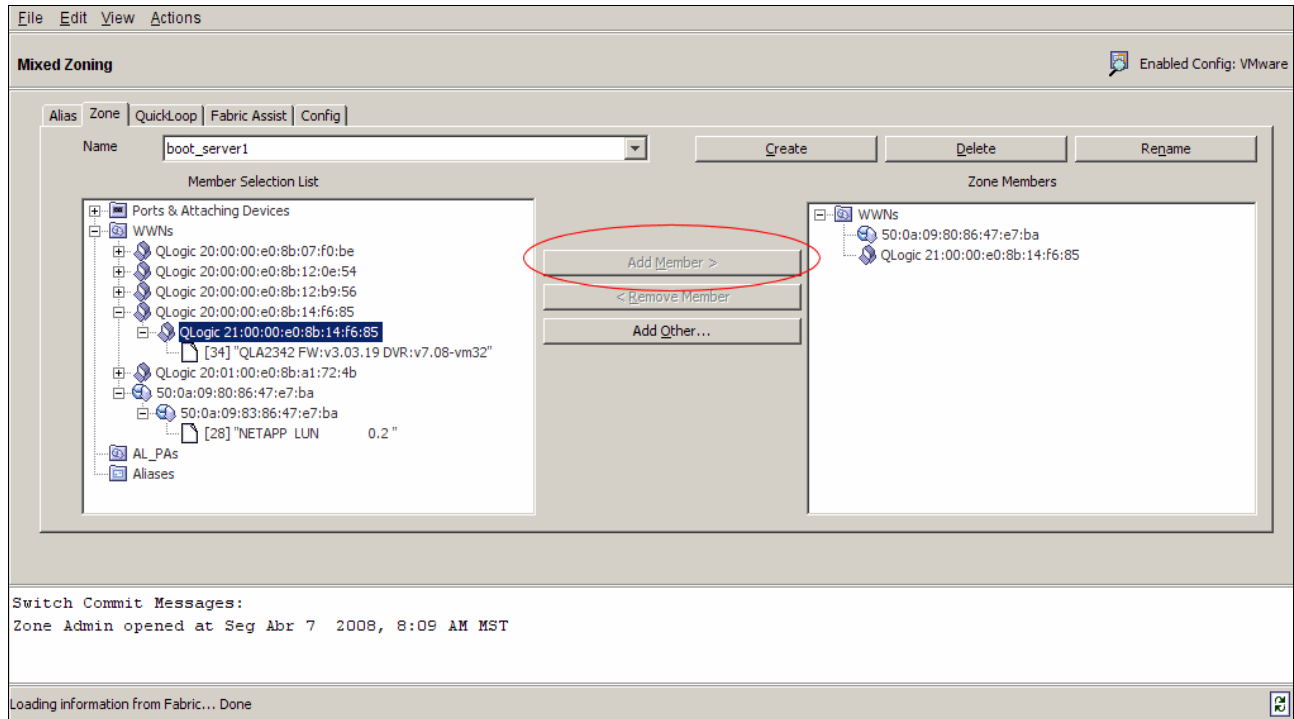 File Edit View Actions
Mixed Zoning
Enabled Config: VMware
Alias Zone QuickLoop Fabric Assist Config
Name boot_server1 Create Delete Rename
Member Selection List
Zone Members
Ports & Attaching Devices
WWNs
QLogic 20:00:00:e0:8b:07:f0:be
QLogic 20:00:00:e0:8b:12:0e:54
QLogic 20:00:00:e0:8b:12:b9:56
QLogic 20:00:00:e0:8b:14:f6:85
QLogic 21:00:00:e0:8b:14:f6:85
[34] "QLA2342 FW:v3.03.19 DVR:v7.08-vm32"
QLogic 20:01:00:e0:8b:a1:72:4b
50:0a:09:80:86:47:e7:ba
50:0a:09:83:86:47:e7:ba
[28] "NETAPP LUN 0.2 "
AL_PAs
Aliases
Add Member >
< Remove Member
Add Other...
WWNs
50:0a:09:80:86:47:e7:ba
QLogic 21:00:00:e0:8b:14:f6:85
Switch Commit Messages:
Zone Admin opened at Seg Abr 7 2008, 8:09 AM MST
Loading information from Fabric... Done